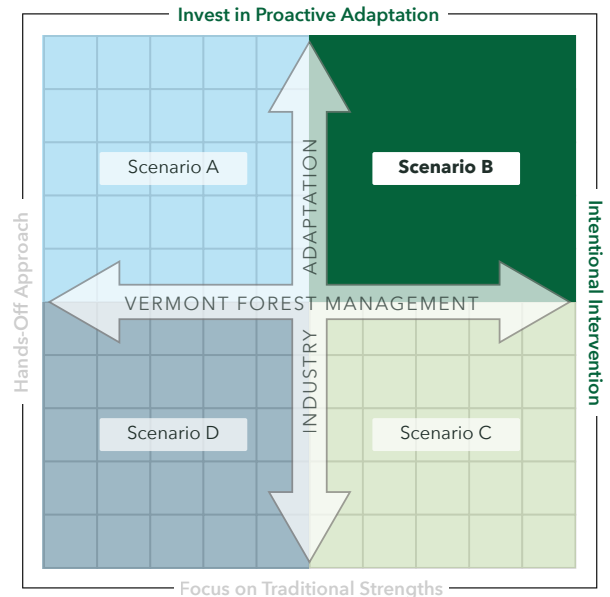 Invest in Proactive Adaptation
Scenario A
ADAPTATION
Scenario B
Hands-Off Approach
VERMONT FOREST MANAGEMENT
Intentional Intervention
Scenario D
INDUSTRY
Scenario C
Focus on Traditional Strengths